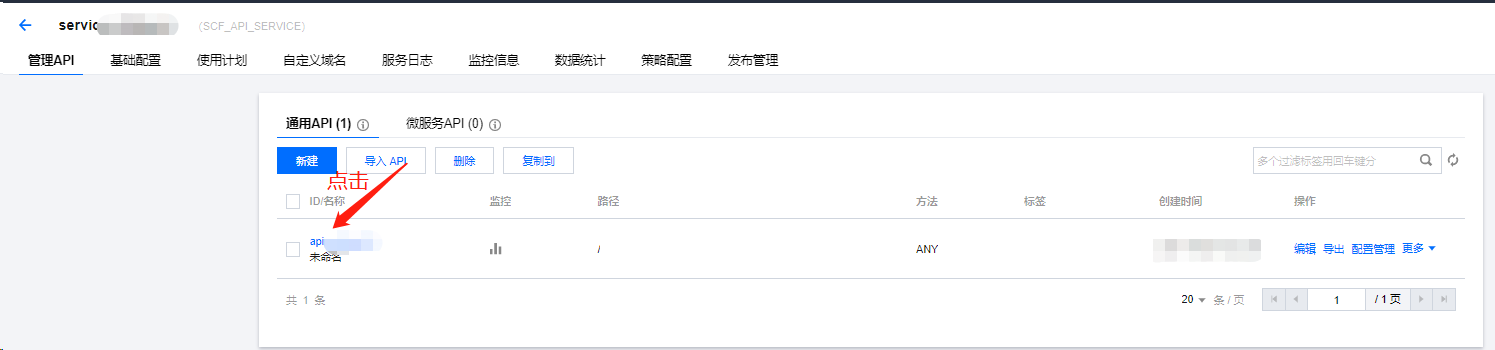 servic （SCF_API_SERVICE）
管理API 基础配置 使用计划 自定义域名 服务日志 监控信息 数据统计 策略配置 发布管理
通用API (1) 微服务API (0)
新建 导入 API 删除 复制到 多个过滤标签用回车键分
点击
ID/名称 监控 路径 方法 标签 创建时间 操作
api / ANY 编辑 导出 配置管理 更多
未命名
共 1 条 20 条 / 页 1 / 1 页